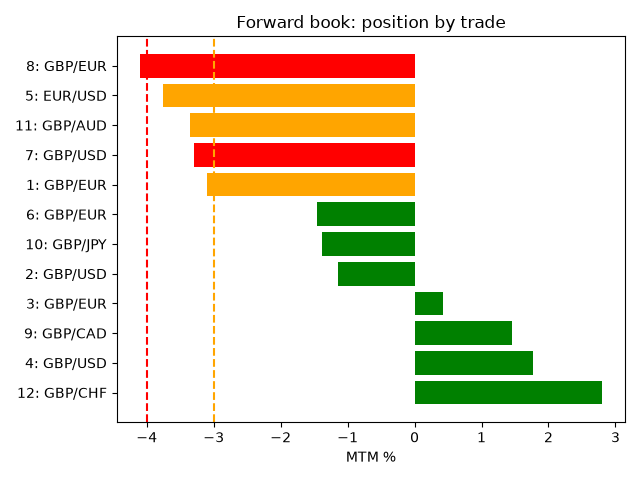 Forward book: position by trade
8: GBP/EUR
5: EUR/USD
11: GBP/AUD
7: GBP/USD
1: GBP/EUR
6: GBP/EUR
10: GBP/JPY
2: GBP/USD
3: GBP/EUR
9: GBP/CAD
4: GBP/USD
12: GBP/CHF
−4 −3 −2 −1 0 1 2 3
MTM %